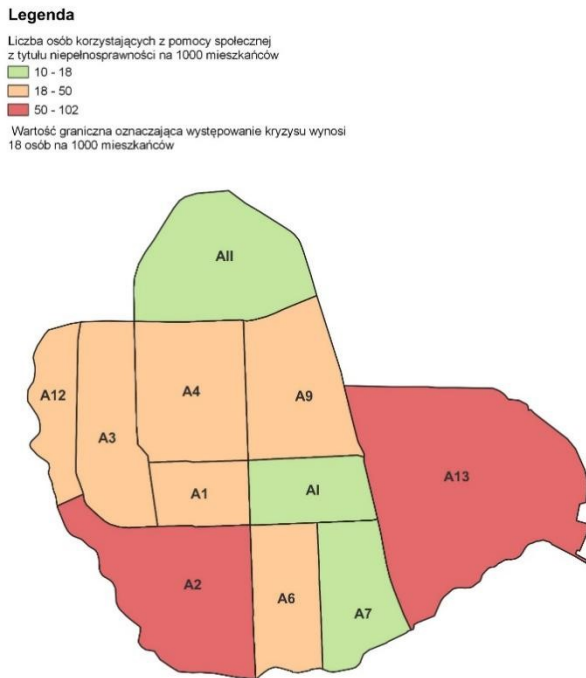 Legenda
Liczba osób korzystających z pomocy społecznej
z tytułu niepełnosprawności na 1000 mieszkańców
10 - 18
18 - 50
50 - 102
Wartość graniczna oznaczająca występowanie kryzysu wynosi
18 osób na 1000 mieszkańców
AII
A12
A3
A4
A9
A1
AI
A13
A2
A6
A7